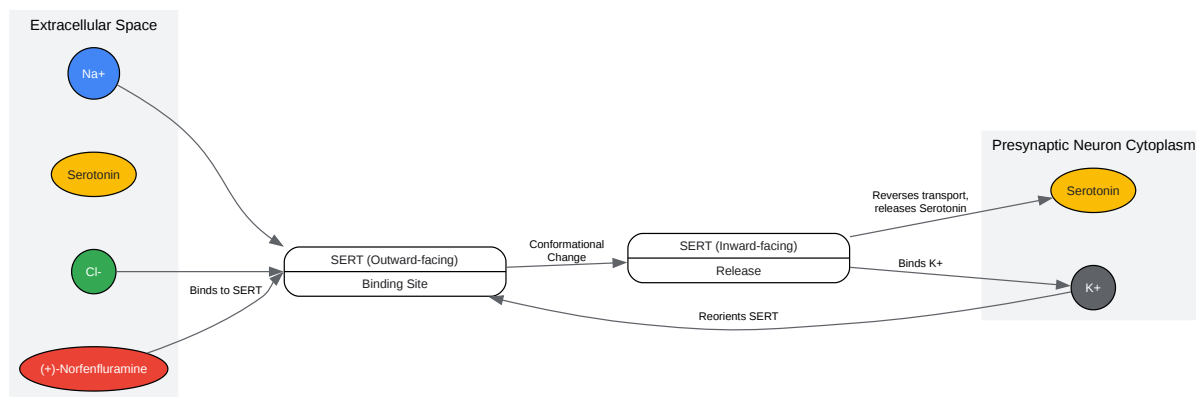 Extracellular Space
Na+
Serotonin
Cl-
(+)-Norfenfluramine
Binds to SERT
SERT (Outward-facing)
Binding Site
Conformational
Change
SERT (Inward-facing)
Release
Reverses transport,
releases Serotonin
Binds K+
Reorients SERT
Presynaptic Neuron Cytoplasm
Serotonin
K+